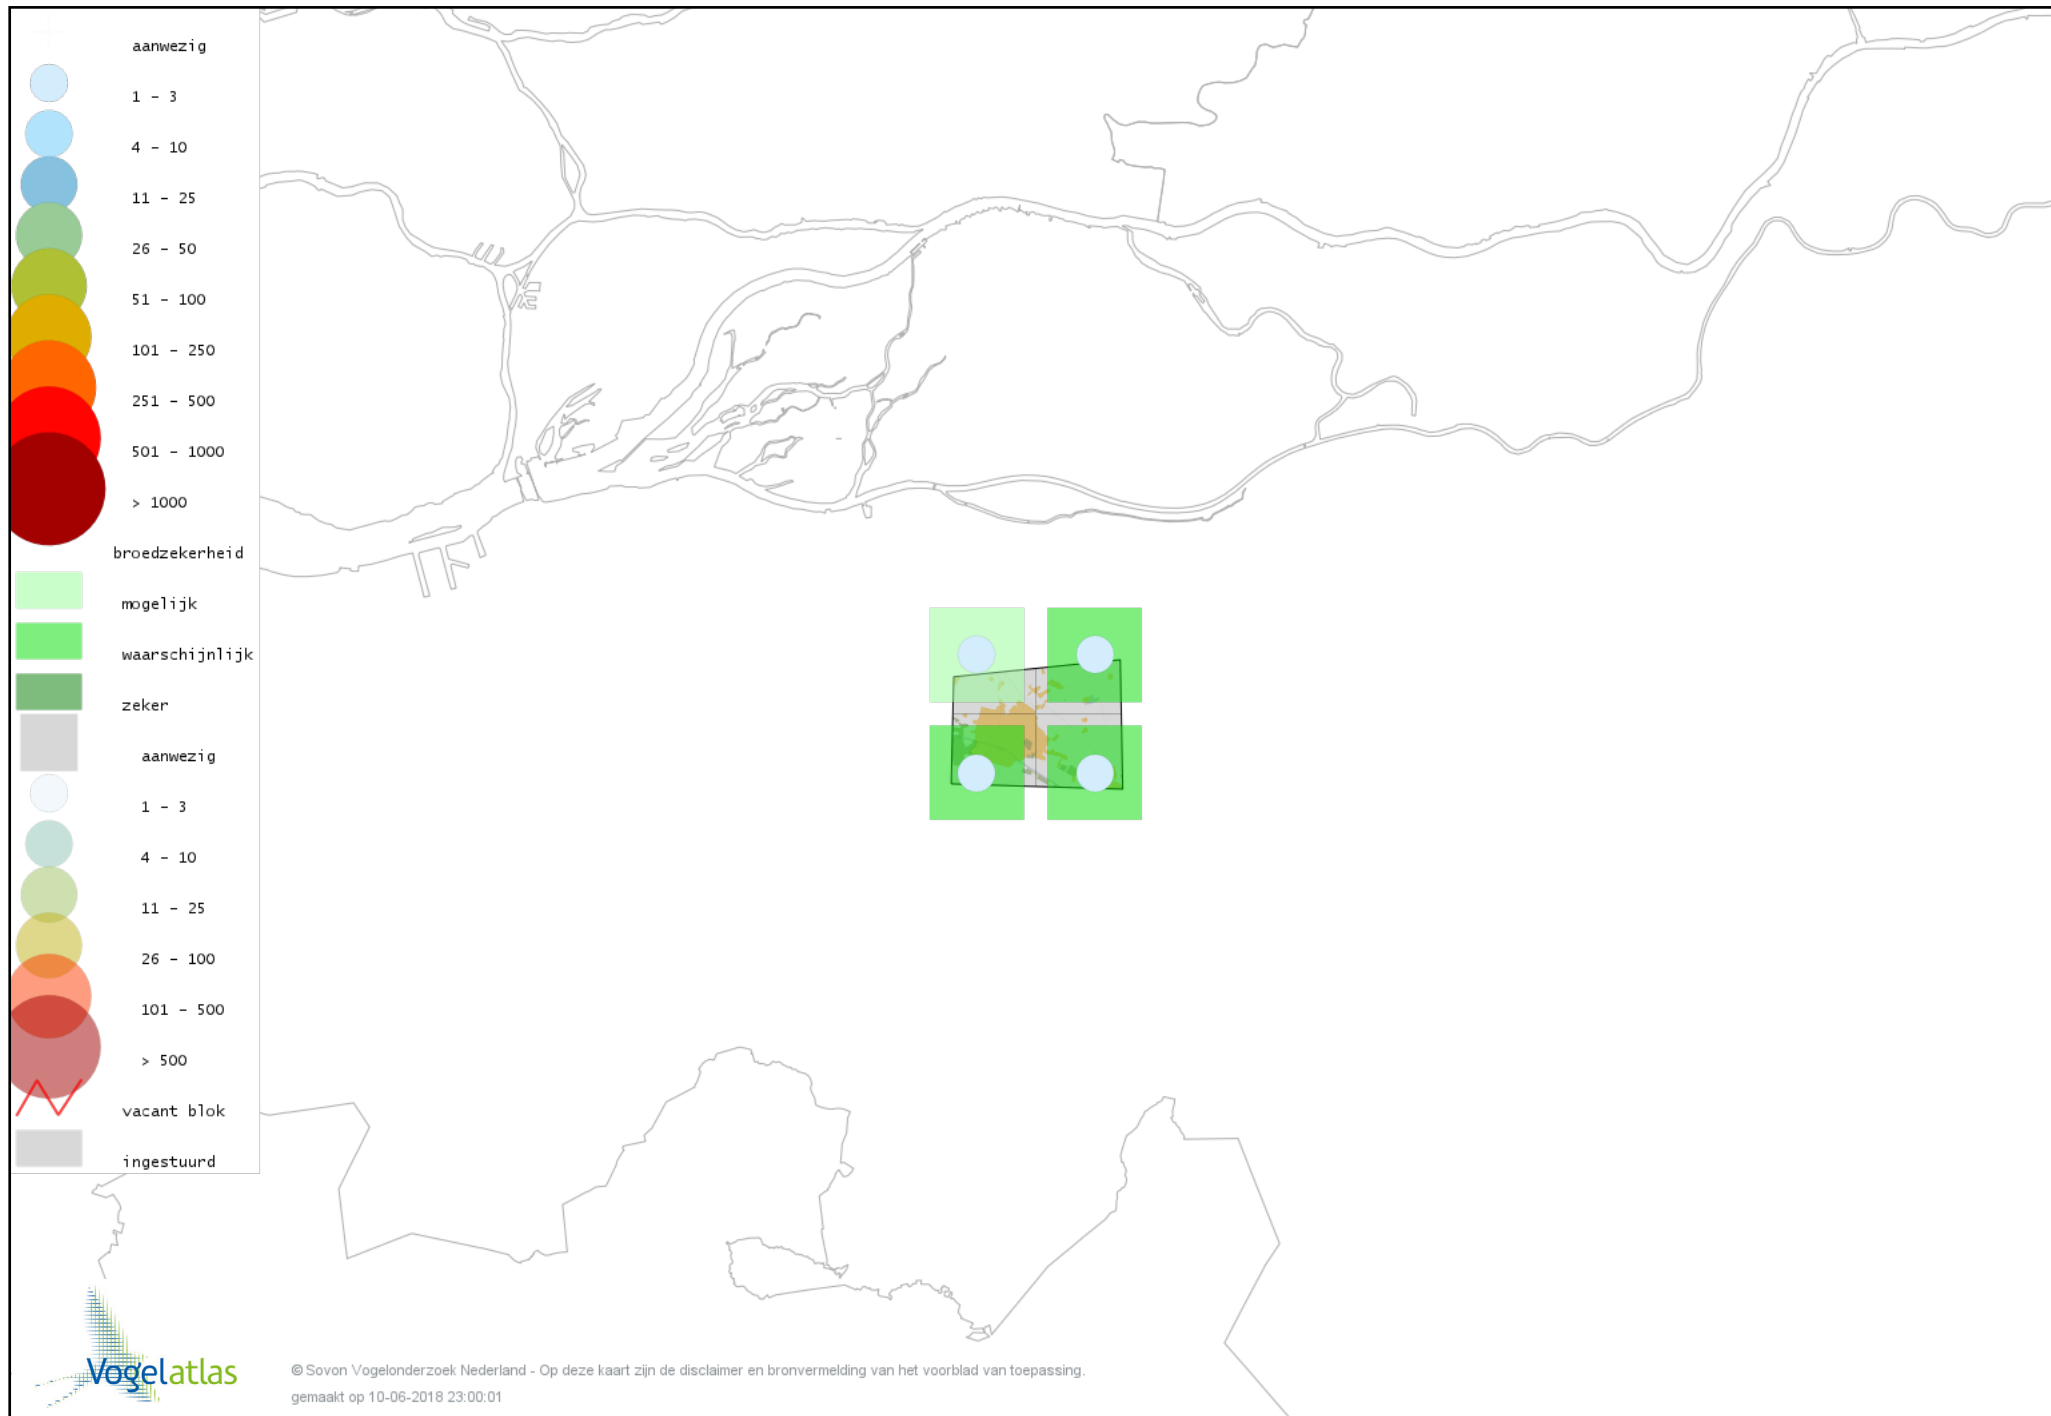 aanwezig
1 - 3
4 - 10
11 - 25
26 - 50
51 - 100
101 - 250
251 - 500
501 - 1000
> 1000
broedzekerheid
mogelijk
waarschijnlijk
zeker
aanwezig
1 - 3
4 - 10
11 - 25
26 - 100
101 - 500
> 500
vacant blok
ingestuurd
Vogelatlas
© Sovon Vogelonderzoek Nederland - Op deze kaart zijn de disclaimer en bronvermelding van het voorblad van toepassing.
gemaakt op 10-06-2018 23:00:01